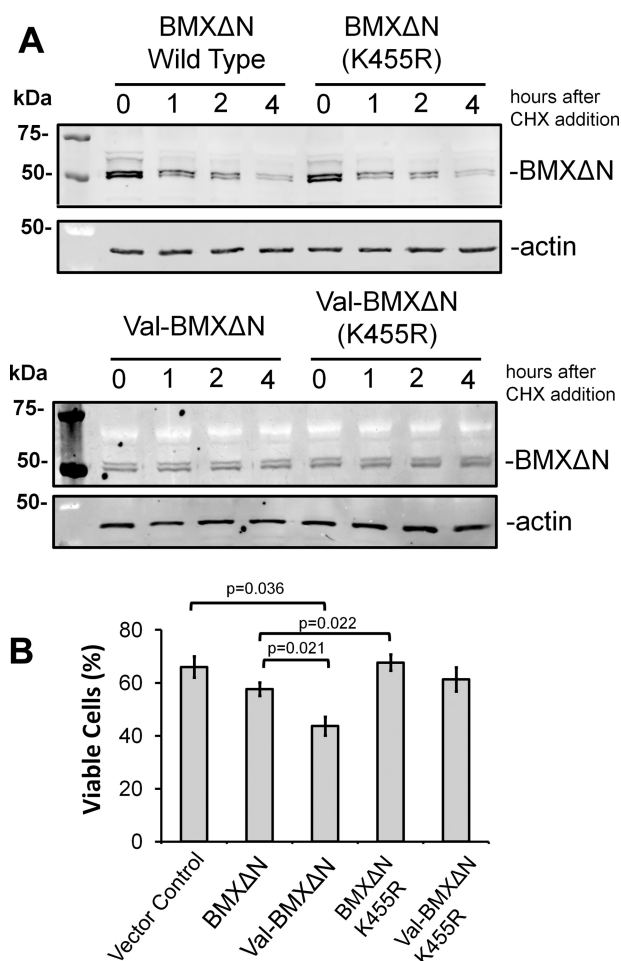 A
BMXΔN
Wild Type
BMXΔN
(K455R)
kDa
0 1 2 4 0 1 2 4
hours after
CHX addition
75-
50-
-BMXΔN
50-
-actin
Val-BMXΔN
Val-BMXΔN
(K455R)
kDa
0 1 2 4 0 1 2 4
hours after
CHX addition
75-
50-
-BMXΔN
50-
-actin
B
p=0.036
p=0.022
p=0.021
Viable Cells (%)
80
60
40
20
0
Vector Control
BMXΔN
Val-BMXΔN
BMXΔN
K455R
Val-BMXΔN
K455R